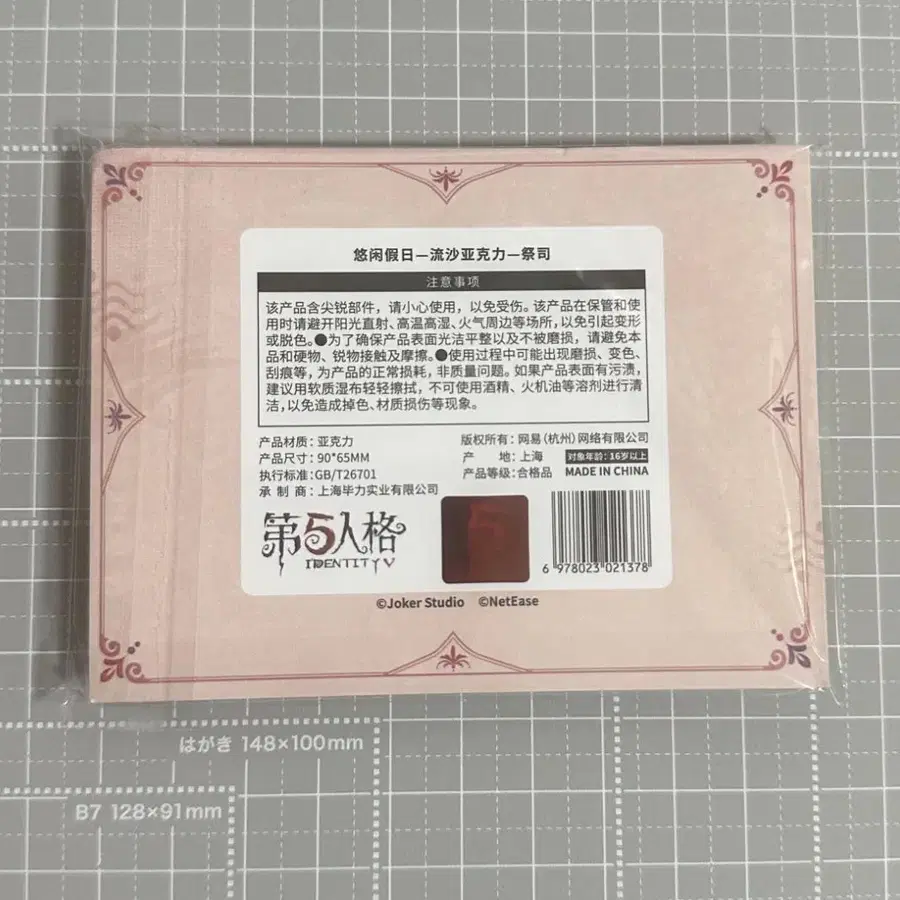 悠闲假日—流沙亚克力—祭司
注意事项
该产品含尖锐部件，请小心使用，以免受伤。该产品在保管和使
用时请避开阳光直射、高温高湿、火气周边等场所，以免引起变形
或脱色。●为了确保产品表面光洁平整以及不被磨损，请避免本
品和硬物、锐物接触及摩擦。●使用过程中可能出现磨损、变色、
刮痕等，为产品的正常损耗，非质量问题。如果产品表面有污渍，
建议用软质湿布轻轻擦拭，不可使用酒精、火机油等溶剂进行清
洁，以免造成掉色、材质损伤等现象。
产品材质：亚克力
产品尺寸：90*65MM
执行标准：GB/T26701
承 制 商：上海毕力实业有限公司
版权所有：网易（杭州）网络有限公司
产 地：上海 对象年龄：16岁以上
产品等级：合格品 MADE IN CHINA
第5人格
IDENTITY V
6 978023 021378
©Joker Studio ©NetEase
はがき 148×100mm
B7 128×91mm